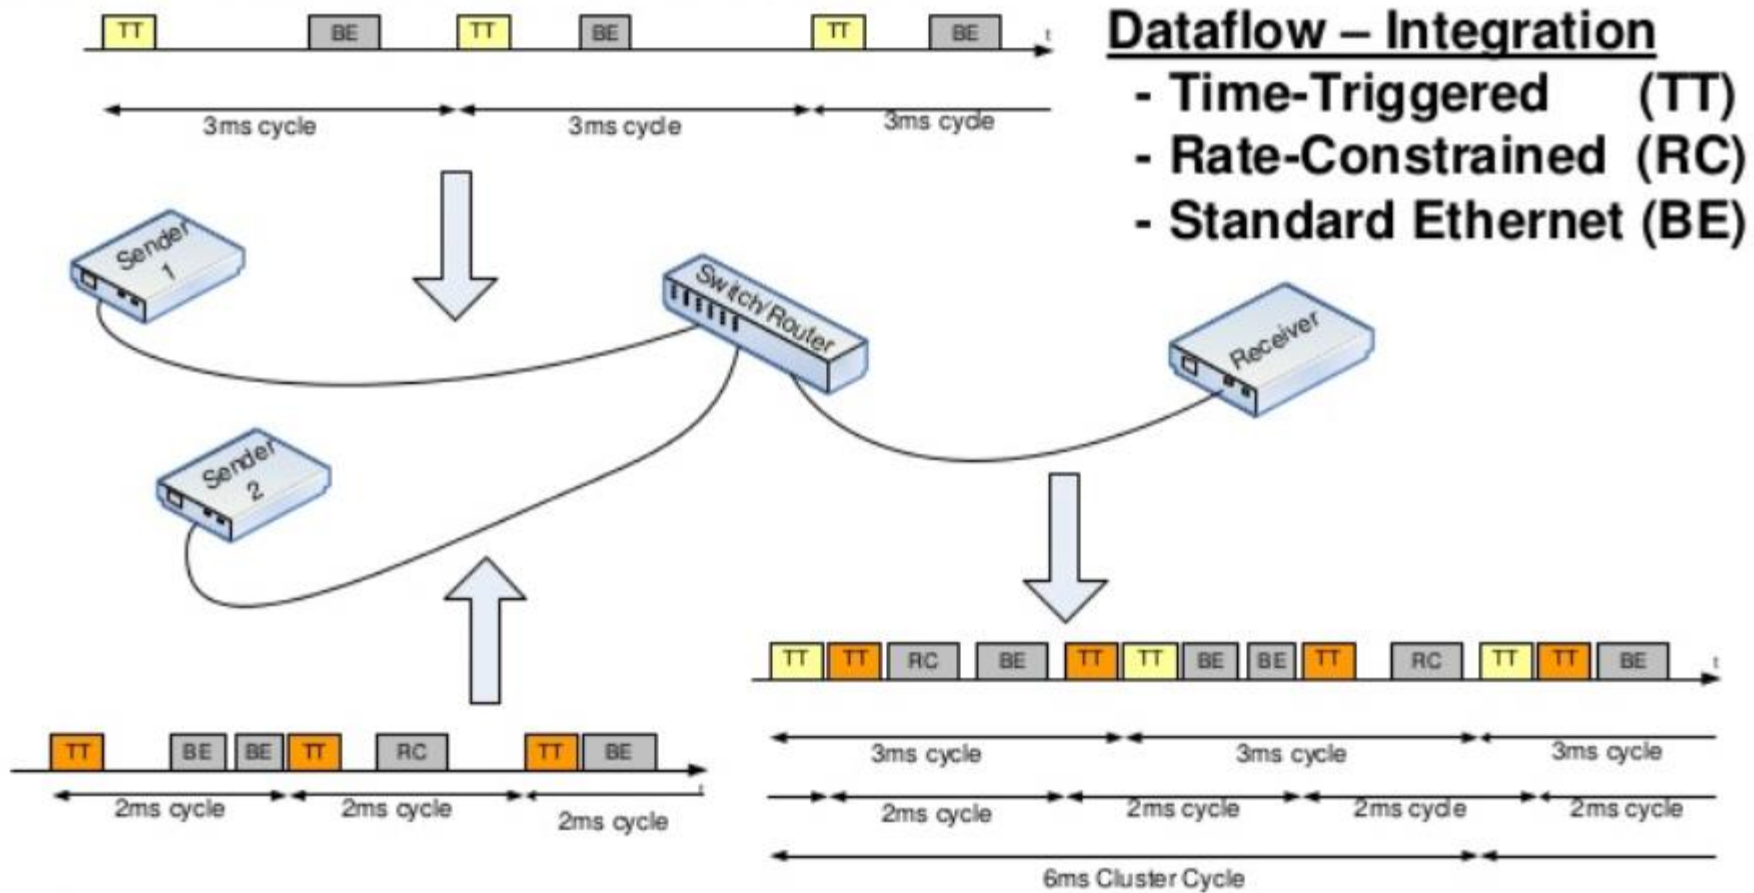 TT BE TT BE TT BE t
3ms cycle 3ms cycle 3ms cycle
Dataflow – Integration
- Time-Triggered (TT)
- Rate-Constrained (RC)
- Standard Ethernet (BE)
Sender
1
Switch/Router
Receiver
Sender
2
TT BE BE TT RC TT BE t
2ms cycle 2ms cycle 2ms cycle
TT TT RC BE TT TT BE BE TT RC TT TT BE t
3ms cycle 3ms cycle 3ms cycle
2ms cycle 2ms cycle 2ms cycle 2ms cycle
6ms Cluster Cycle